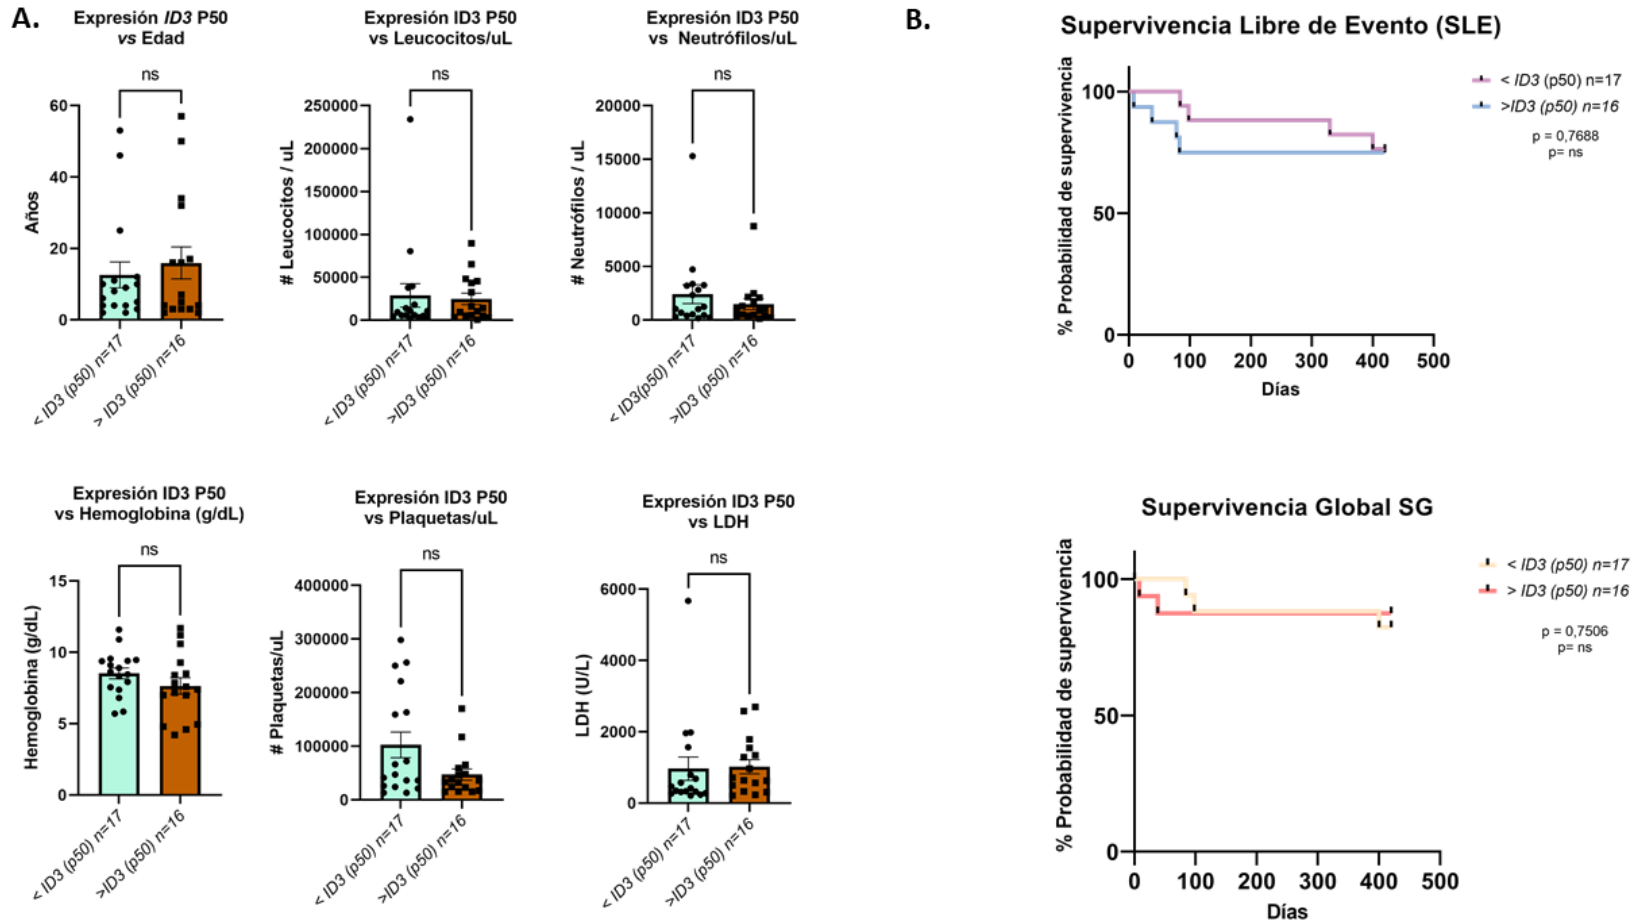 A.
Expresión ID3 P50
vs Edad
ns
Años
60
40
20
0
< ID3 (p50) n=17
> ID3 (p50) n=16
Expresión ID3 P50
vs Leucocitos/uL
ns
# Leucocitos / uL
250000
200000
150000
100000
50000
0
< ID3 (p50) n=17
>ID3 (p50) n=16
Expresión ID3 P50
vs Neutrófilos/uL
ns
# Neutrófilos / uL
20000
15000
10000
5000
0
< ID3(p50) n=17
>ID3 (p50) n=16
Expresión ID3 P50
vs Hemoglobina (g/dL)
ns
Hemoglobina (g/dL)
15
10
5
0
< ID3 (p50) n=17
>ID3 (p50) n=16
Expresión ID3 P50
vs Plaquetas/uL
ns
# Plaquetas/uL
400000
300000
200000
100000
0
< ID3 (p50) n=17
>ID3 (p50) n=16
Expresión ID3 P50
vs LDH
ns
LDH (U/L)
6000
4000
2000
0
< ID3 (p50) n=17
>ID3 (p50) n=16
B.
Supervivencia Libre de Evento (SLE)
% Probabilidad de supervivencia
100
50
0
0 100 200 300 400 500
Días
< ID3 (p50) n=17
>ID3 (p50) n=16
p = 0,7688
p= ns
Supervivencia Global SG
% Probabilidad de supervivencia
100
50
0
0 100 200 300 400 500
Días
< ID3 (p50) n=17
> ID3 (p50) n=16
p = 0,7506
p= ns